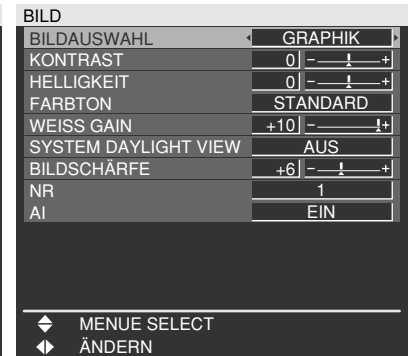 BILD
BILDAUSWAHL GRAPHIK
KONTRAST 0 - +
HELLIGKEIT 0 - +
FARBTON STANDARD
WEISS GAIN +10 - +
SYSTEM DAYLIGHT VIEW AUS
BILDSCHÄRFE +6 - +
NR 1
AI EIN
MENUE SELECT
ÄNDERN